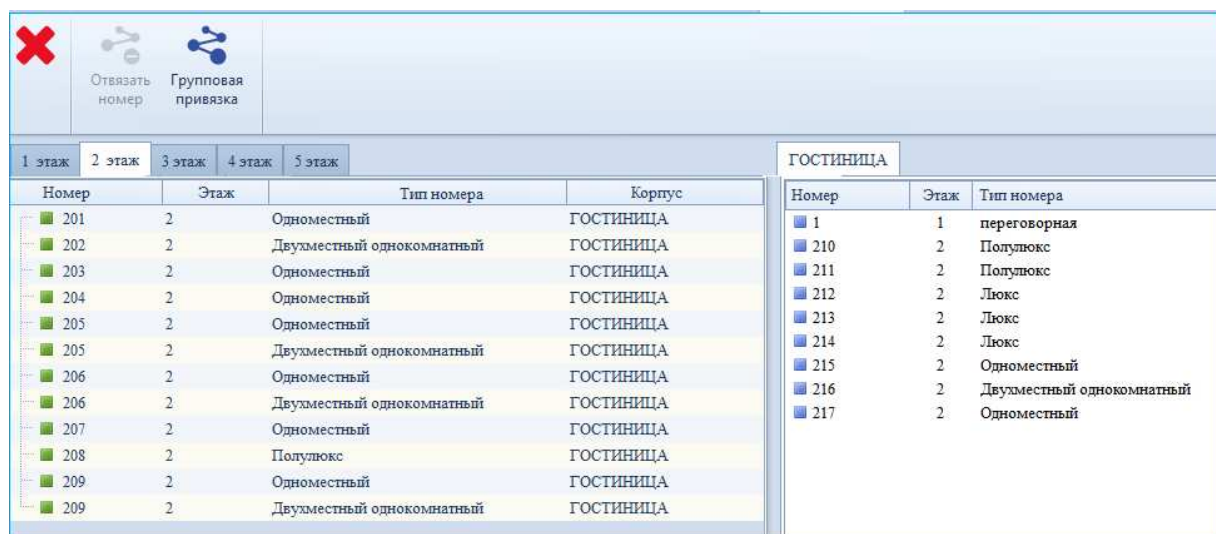 Отвязать номер
Групповая привязка
1 этаж 2 этаж 3 этаж 4 этаж 5 этаж
Номер Этаж Тип номера Корпус
201 2 Одноместный ГОСТИНИЦА
202 2 Двухместный однокомнатный ГОСТИНИЦА
203 2 Одноместный ГОСТИНИЦА
204 2 Одноместный ГОСТИНИЦА
205 2 Одноместный ГОСТИНИЦА
205 2 Двухместный однокомнатный ГОСТИНИЦА
206 2 Одноместный ГОСТИНИЦА
206 2 Двухместный однокомнатный ГОСТИНИЦА
207 2 Одноместный ГОСТИНИЦА
208 2 Полулюкс ГОСТИНИЦА
209 2 Одноместный ГОСТИНИЦА
209 2 Двухместный однокомнатный ГОСТИНИЦА
ГОСТИНИЦА
Номер Этаж Тип номера
1 1 переговорная
210 2 Полулюкс
211 2 Полулюкс
212 2 Люкс
213 2 Люкс
214 2 Люкс
215 2 Одноместный
216 2 Двухместный однокомнатный
217 2 Одноместный